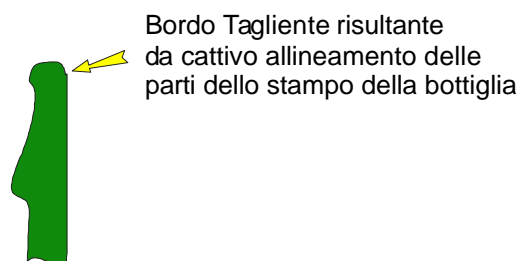 Bordo Tagliente risultante
da cattivo allineamento delle
parti dello stampo della bottiglia